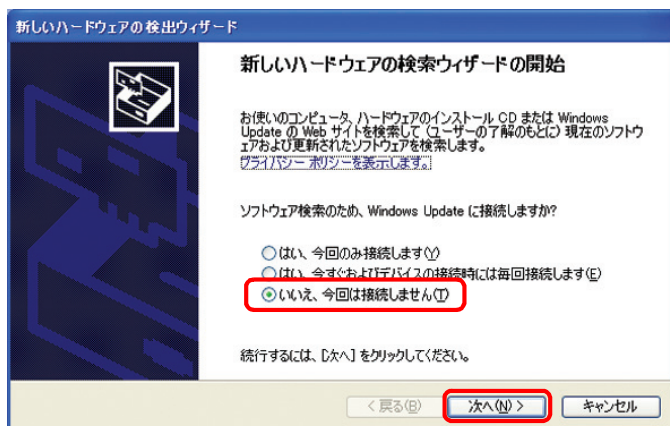 新しいハードウェアの検出ウィザード
新しいハードウェアの検索ウィザードの開始
お使いのコンピュータ、ハードウェアのインストール CD または Windows
Update の Web サイトを検索して（ユーザーの了解のもとに）現在のソフトウ
ェアおよび更新されたソフトウェアを検索します。
プライバシー ポリシーを表示します。
ソフトウェア検索のため、Windows Update に接続しますか?
はい、今回のみ接続します(Y)
はい、今すぐおよびデバイスの接続時には毎回接続します(E)
いいえ、今回は接続しません(T)
続行するには、[次へ] をクリックしてください。
< 戻る(B) 次へ(N) > キャンセル